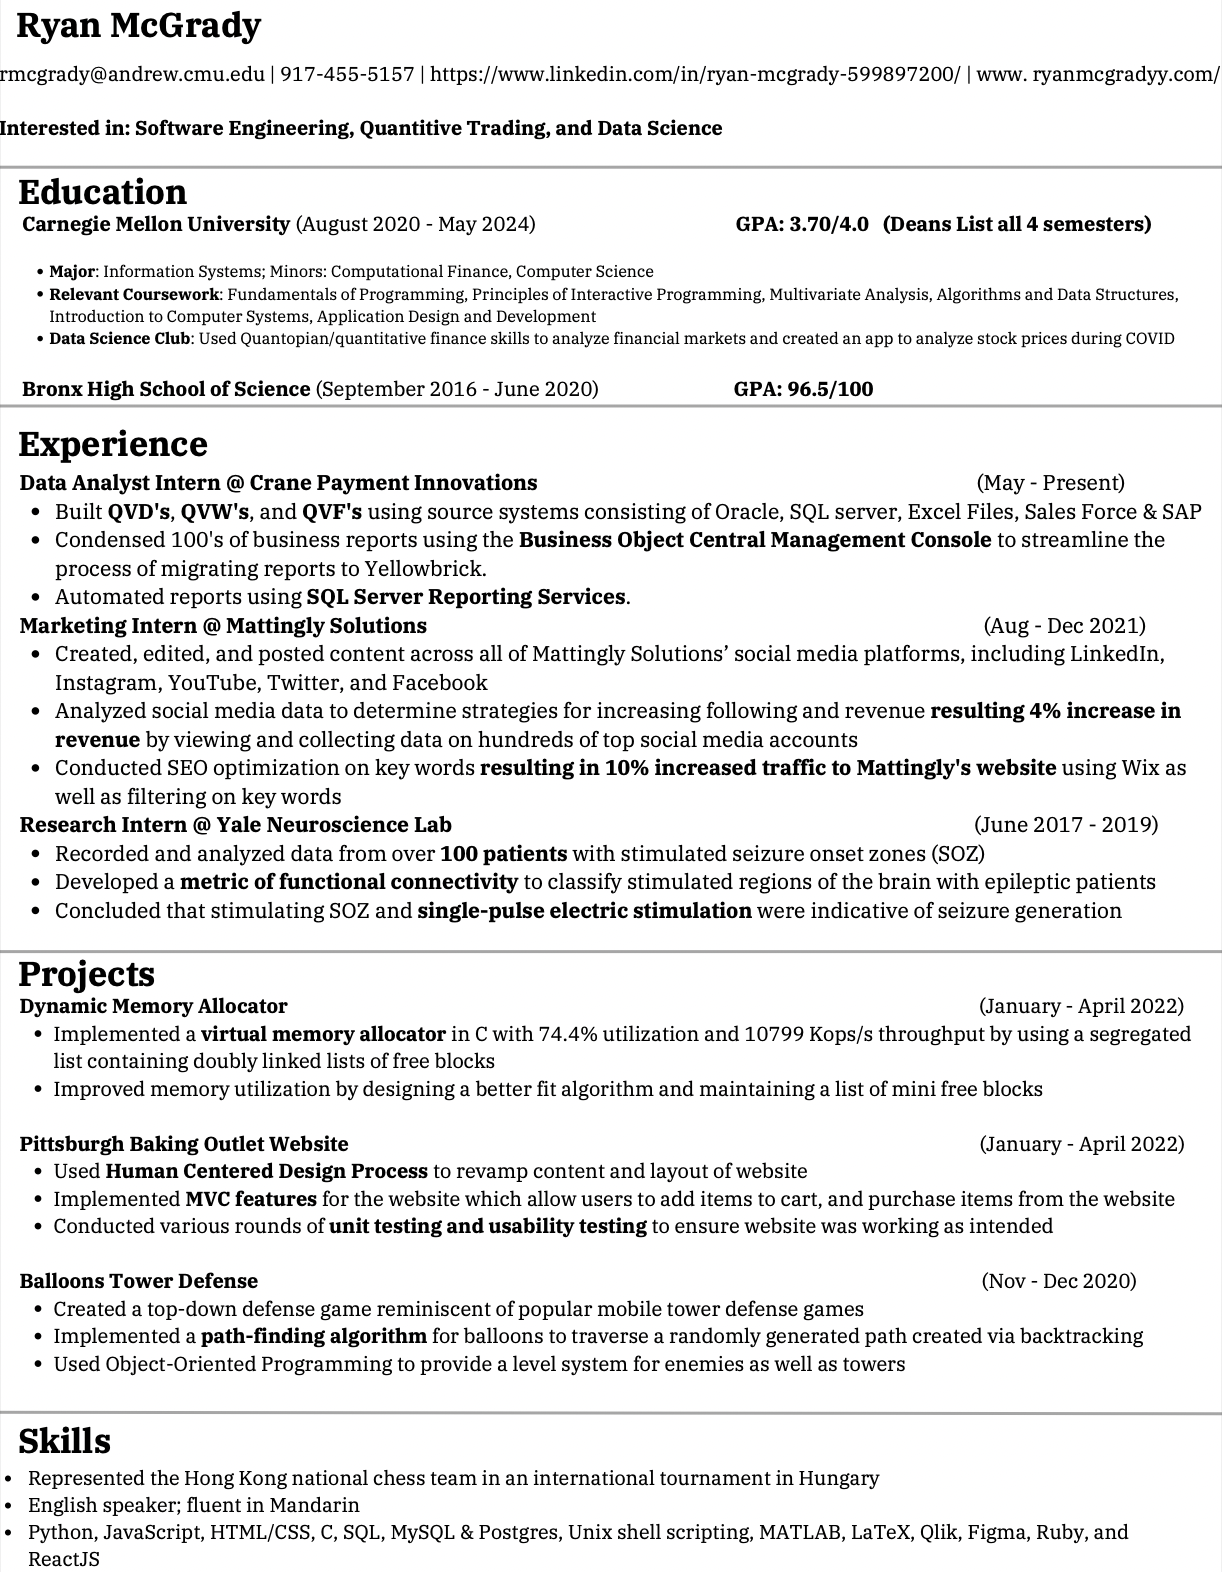 Ryan McGrady
rmcgrady@andrew.cmu.edu | 917-455-5157 | https://www.linkedin.com/in/ryan-mcgrady-599897200/ | www. ryanmcgradyy.com/
Interested in: Software Engineering, Quantitive Trading, and Data Science
Education
Carnegie Mellon University (August 2020 - May 2024) GPA: 3.70/4.0 (Deans List all 4 semesters)
• Major: Information Systems; Minors: Computational Finance, Computer Science
• Relevant Coursework: Fundamentals of Programming, Principles of Interactive Programming, Multivariate Analysis, Algorithms and Data Structures,
Introduction to Computer Systems, Application Design and Development
• Data Science Club: Used Quantopian/quantitative finance skills to analyze financial markets and created an app to analyze stock prices during COVID
Bronx High School of Science (September 2016 - June 2020) GPA: 96.5/100
Experience
Data Analyst Intern @ Crane Payment Innovations (May - Present)
• Built QVD's, QVW's, and QVF's using source systems consisting of Oracle, SQL server, Excel Files, Sales Force & SAP
• Condensed 100's of business reports using the Business Object Central Management Console to streamline the
process of migrating reports to Yellowbrick.
• Automated reports using SQL Server Reporting Services.
Marketing Intern @ Mattingly Solutions (Aug - Dec 2021)
• Created, edited, and posted content across all of Mattingly Solutions’ social media platforms, including LinkedIn,
Instagram, YouTube, Twitter, and Facebook
• Analyzed social media data to determine strategies for increasing following and revenue resulting 4% increase in
revenue by viewing and collecting data on hundreds of top social media accounts
• Conducted SEO optimization on key words resulting in 10% increased traffic to Mattingly's website using Wix as
well as filtering on key words
Research Intern @ Yale Neuroscience Lab (June 2017 - 2019)
• Recorded and analyzed data from over 100 patients with stimulated seizure onset zones (SOZ)
• Developed a metric of functional connectivity to classify stimulated regions of the brain with epileptic patients
• Concluded that stimulating SOZ and single-pulse electric stimulation were indicative of seizure generation
Projects
Dynamic Memory Allocator (January - April 2022)
• Implemented a virtual memory allocator in C with 74.4% utilization and 10799 Kops/s throughput by using a segregated
list containing doubly linked lists of free blocks
• Improved memory utilization by designing a better fit algorithm and maintaining a list of mini free blocks
Pittsburgh Baking Outlet Website (January - April 2022)
• Used Human Centered Design Process to revamp content and layout of website
• Implemented MVC features for the website which allow users to add items to cart, and purchase items from the website
• Conducted various rounds of unit testing and usability testing to ensure website was working as intended
Balloons Tower Defense (Nov - Dec 2020)
• Created a top-down defense game reminiscent of popular mobile tower defense games
• Implemented a path-finding algorithm for balloons to traverse a randomly generated path created via backtracking
• Used Object-Oriented Programming to provide a level system for enemies as well as towers
Skills
• Represented the Hong Kong national chess team in an international tournament in Hungary
• English speaker; fluent in Mandarin
• Python, JavaScript, HTML/CSS, C, SQL, MySQL & Postgres, Unix shell scripting, MATLAB, LaTeX, Qlik, Figma, Ruby, and
ReactJS